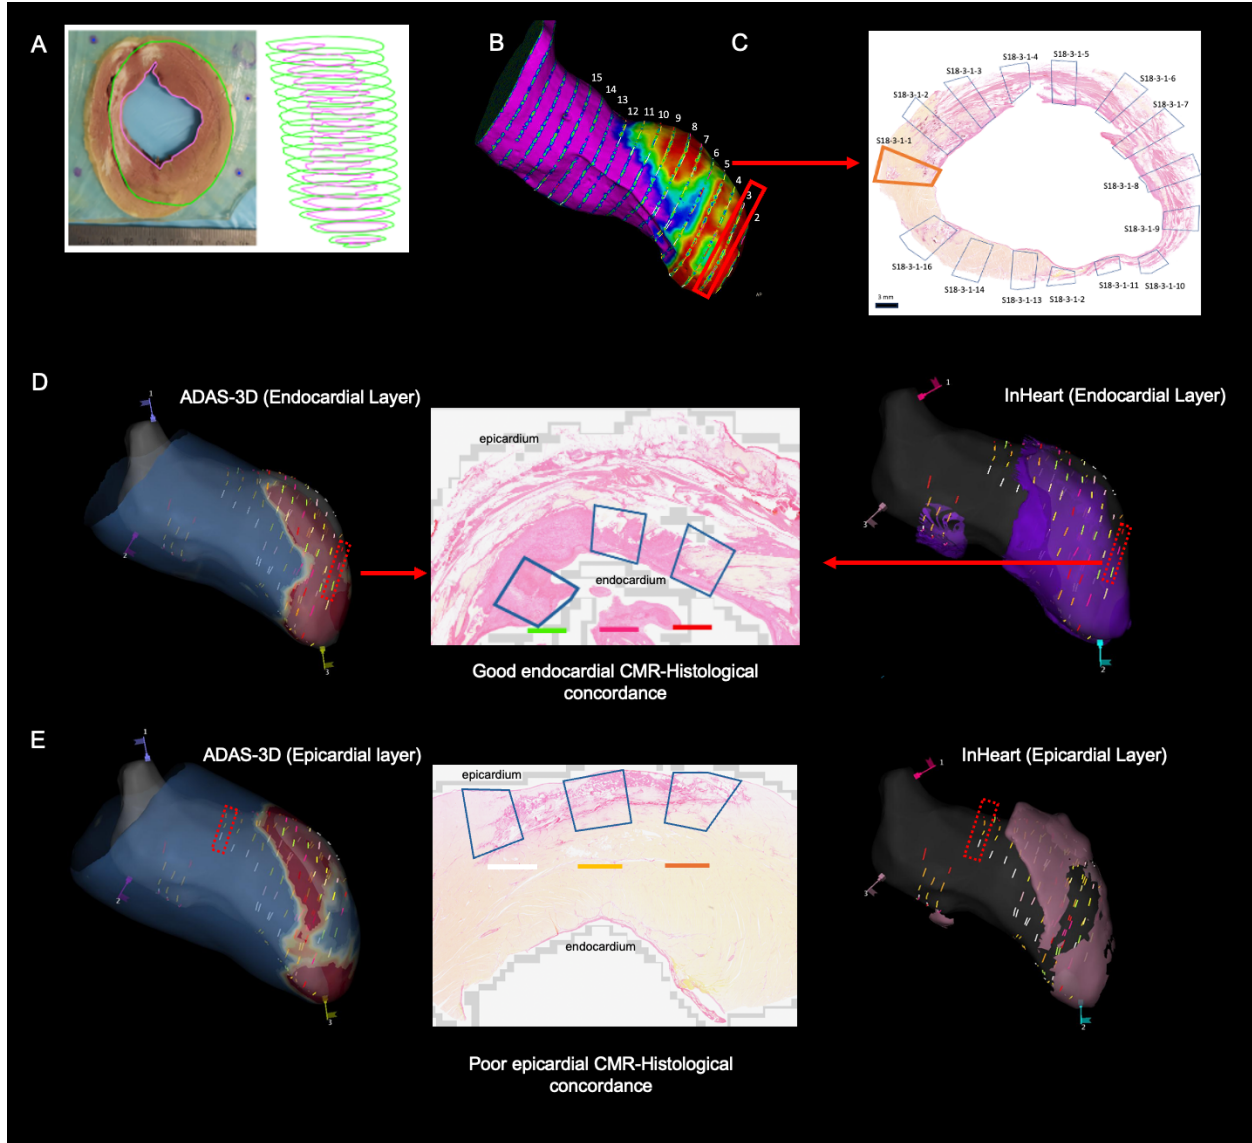 A
B
C
15
14
13
12
11
10
9
8
7
6
5
4
3
2
AP
S18-3-1-5
S18-3-1-4
S18-3-1-3
S18-3-1-6
S18-3-1-2
S18-3-1-7
S18-3-1-1
S18-3-1-8
S18-3-1-9
S18-3-1-16
S18-3-1-14
S18-3-1-13
S18-3-1-2
S18-3-1-11
S18-3-1-10
3 mm
D
ADAS-3D (Endocardial Layer)
1
2
3
epicardium
endocardium
Good endocardial CMR-Histological
concordance
InHeart (Endocardial Layer)
1
3
2
E
ADAS-3D (Epicardial layer)
1
2
3
epicardium
endocardium
Poor epicardial CMR-Histological
concordance
InHeart (Epicardial Layer)
1
3
2